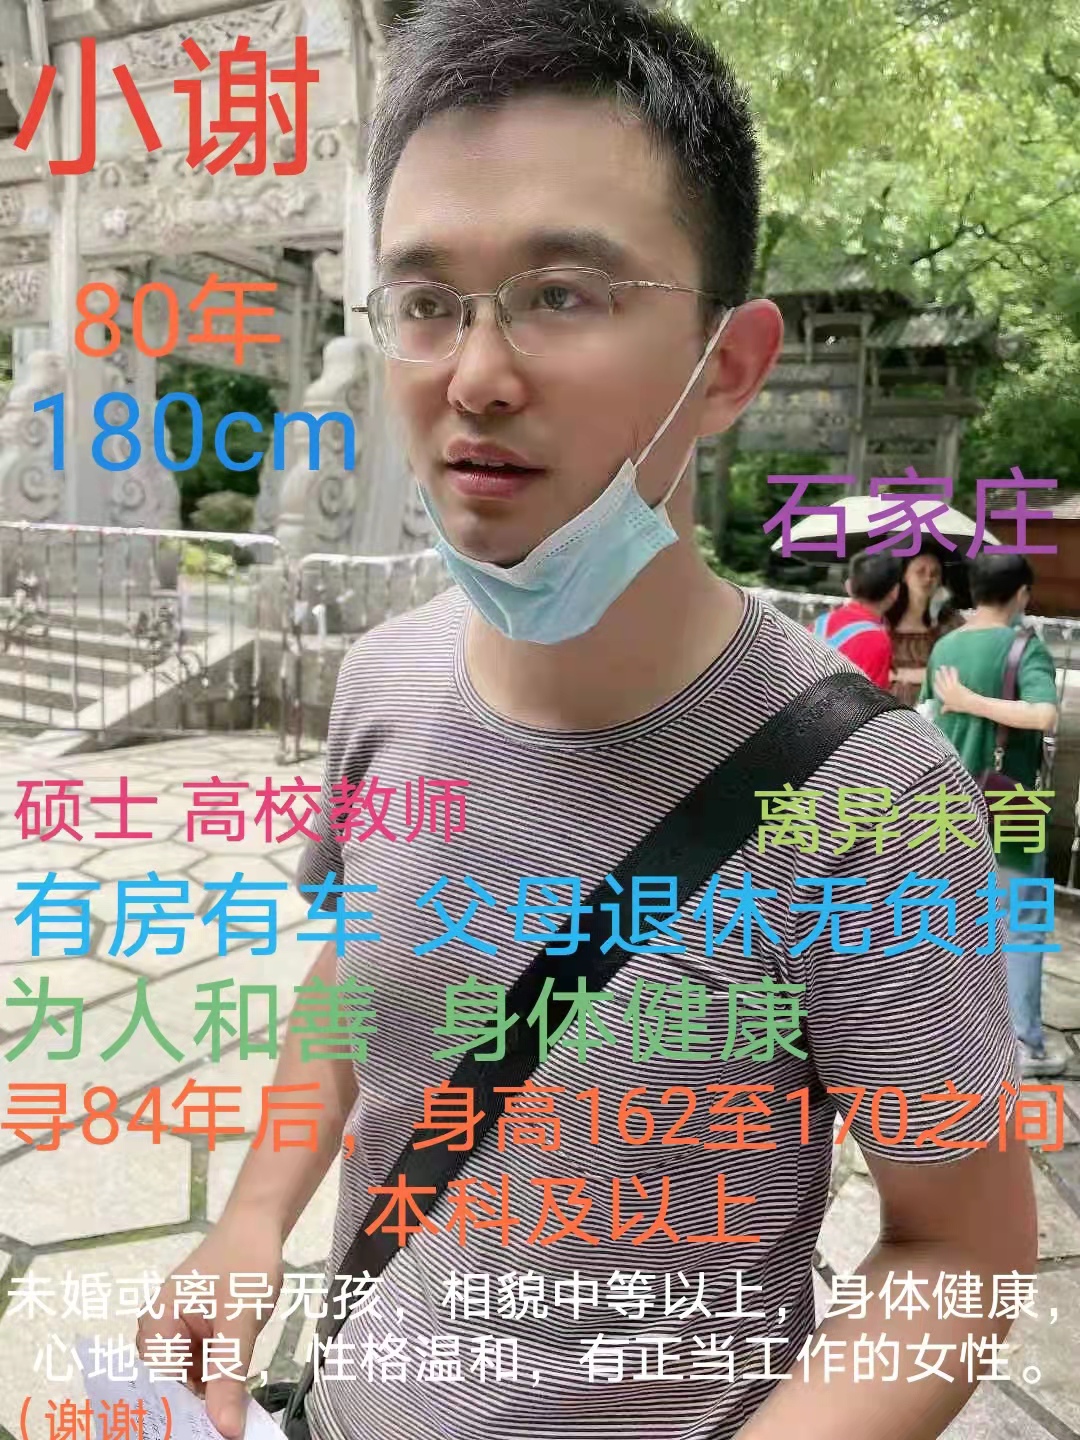 小谢
80年
180cm
石家庄
硕士 高校教师
离异未育
有房有车 父母退休无负担
为人和善 身体健康
寻84年后，身高162至170之间
本科及以上
未婚或离异无孩，相貌中等以上，身体健康，
心地善良，性格温和，有正当工作的女性。
（谢谢）